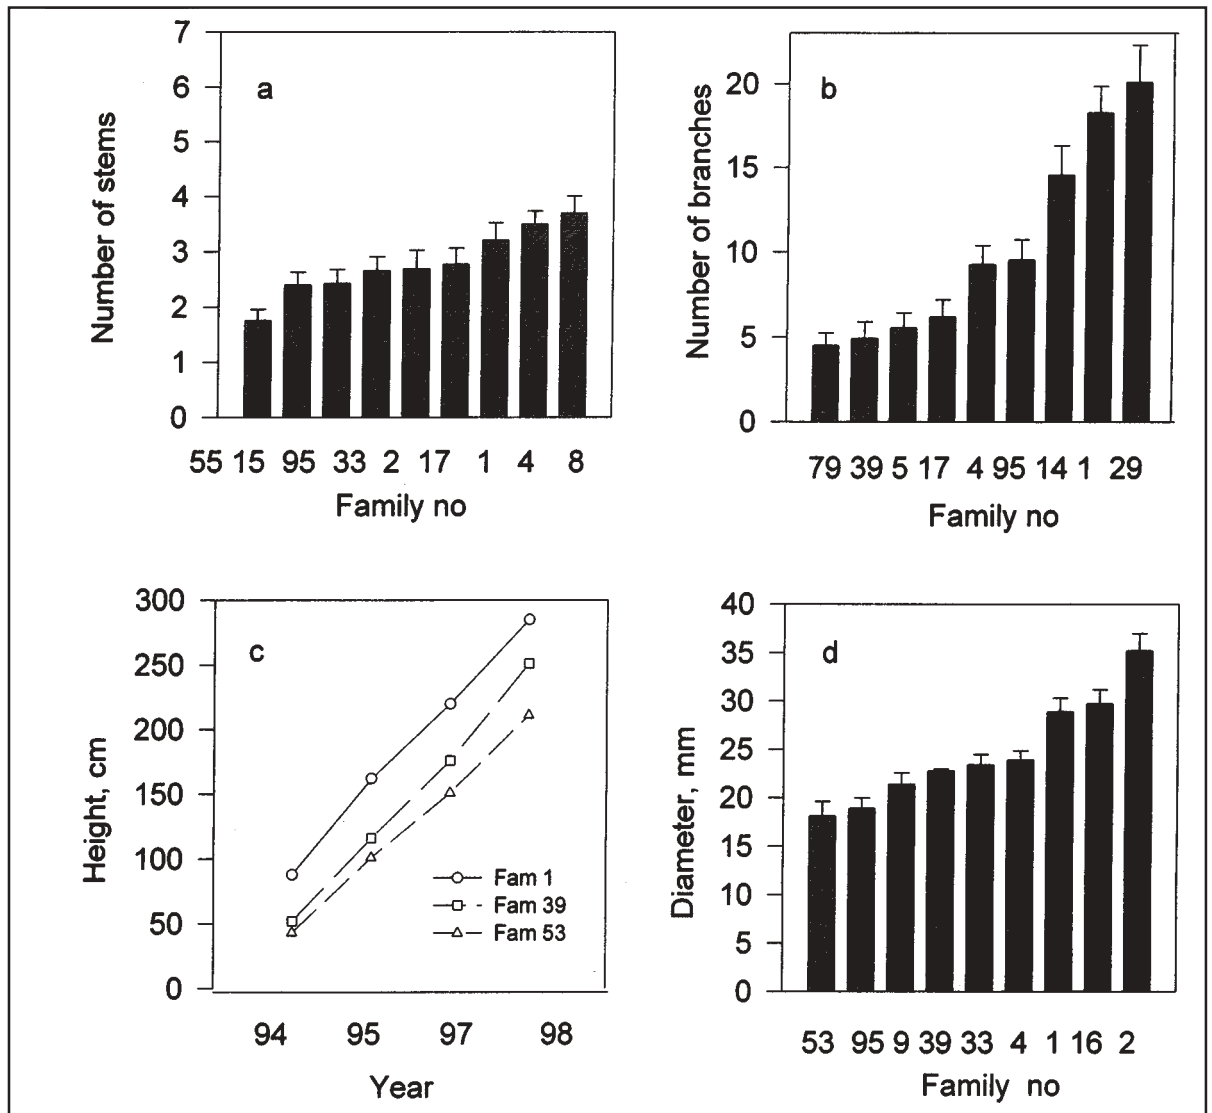 a
Number of stems
7
6
5
4
3
2
1
0
55 15 95 33 2 17 1 4 8
Family no
b
Number of branches
20
15
10
5
0
79 39 5 17 4 95 14 1 29
Family no
c
Height, cm
300
250
200
150
100
50
0
Fam 1
Fam 39
Fam 53
94 95 97 98
Year
d
Diameter, mm
40
35
30
25
20
15
10
5
0
53 95 9 39 33 4 1 16 2
Family no